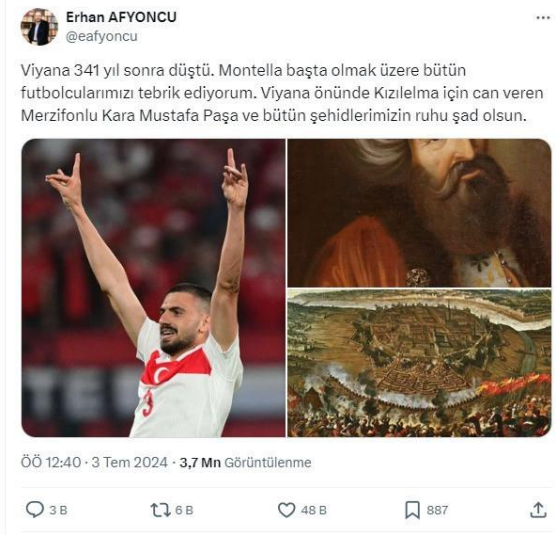 Erhan AFYONCU
@eafyoncu
Viyana 341 yıl sonra düştü. Montella başta olmak üzere bütün
futbolcularımızı tebrik ediyorum. Viyana önünde Kızılelma için can veren
Merzifonlu Kara Mustafa Paşa ve bütün şehidlerimizin ruhu şad olsun.
3
ÖÖ 12:40 · 3 Tem 2024 · 3,7 Mn Görüntülenme
3 B 6 B 48 B 887